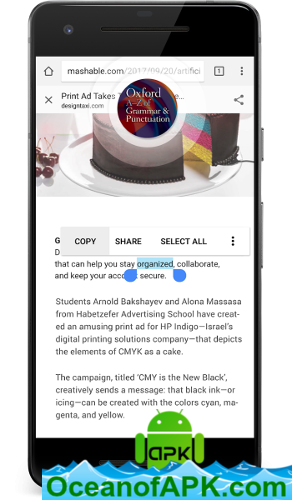 mashable.com/2017/09/20/artifici
1
Print Ad Takes
e...
designtaxi.com
Oxford
A–Z of
Grammar &
Punctuation
COPY SHARE SELECT ALL
that can help you stay organized, collaborate,
and keep your acco secure.
Students Arnold Bakshayev and Alona Massasa
from Habetzefer Advertising School have creat-
ed an amusing print ad for HP Indigo—Israel’s
digital printing solutions company—that depicts
the elements of CMYK as a cake.
The campaign, titled ‘CMY is the New Black’,
creatively sends a message: that black ink—or
icing—can be created with the colors cyan, ma-
genta, and yellow.
apk
OceanofAPK.com